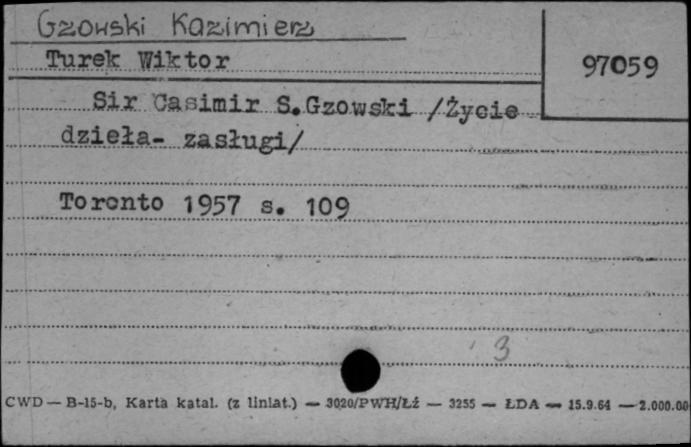 Gzowski Kazimierz
Turek Wiktor
97059
Sir Casimir S.Gzowski /Życie
dzieła- zasługi/
Toronto 1957 s. 109
3
CWD — B-15-b, Karta katal. (z liniat.) — 3020/PWH/Łź — 3255 — ŁDA — 15.9.64 — 2.000.00